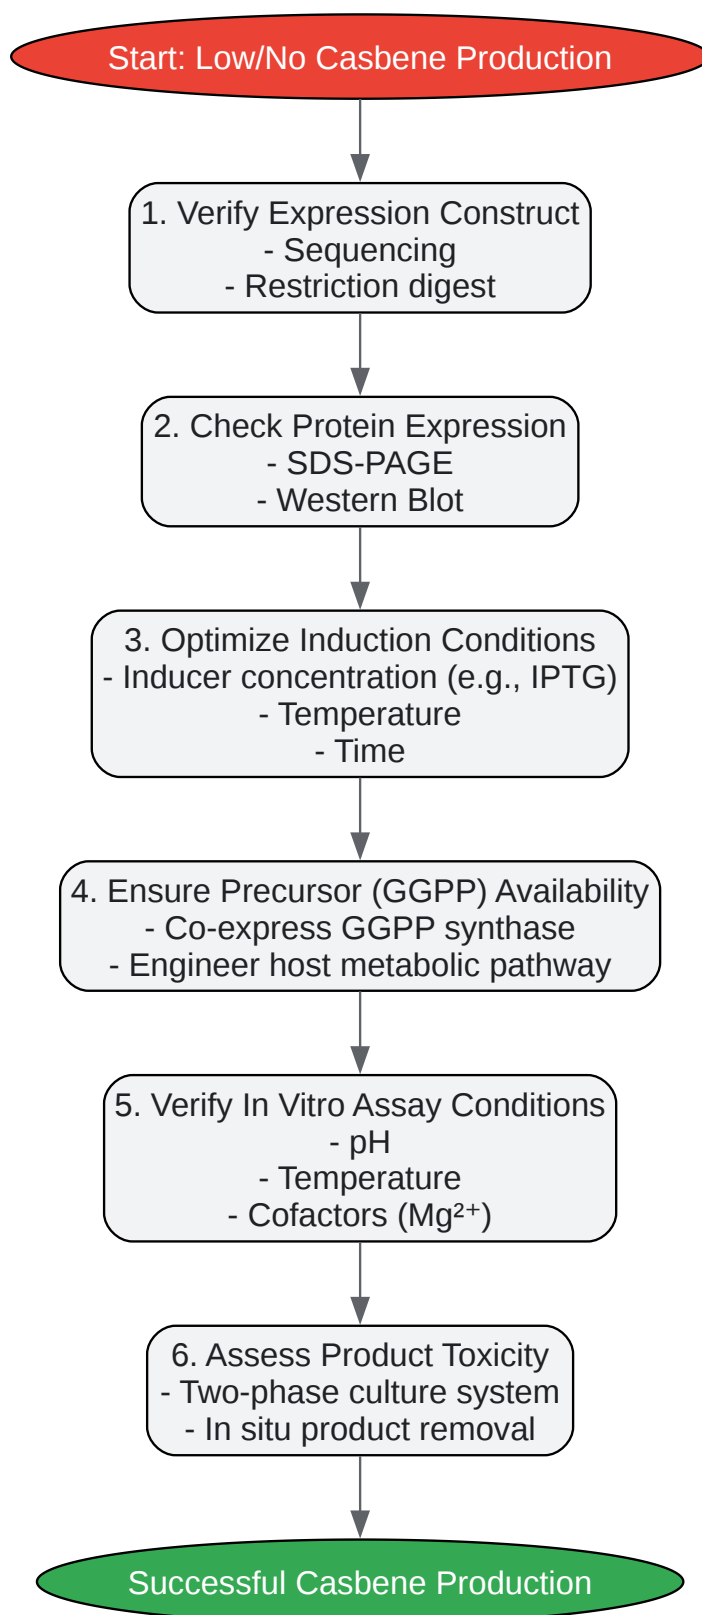 Start: Low/No Casbene Production
1. Verify Expression Construct
- Sequencing
- Restriction digest
2. Check Protein Expression
- SDS-PAGE
- Western Blot
3. Optimize Induction Conditions
- Inducer concentration (e.g., IPTG)
- Temperature
- Time
4. Ensure Precursor (GGPP) Availability
- Co-express GGPP synthase
- Engineer host metabolic pathway
5. Verify In Vitro Assay Conditions
- pH
- Temperature
- Cofactors (Mg²⁺)
6. Assess Product Toxicity
- Two-phase culture system
- In situ product removal
Successful Casbene Production